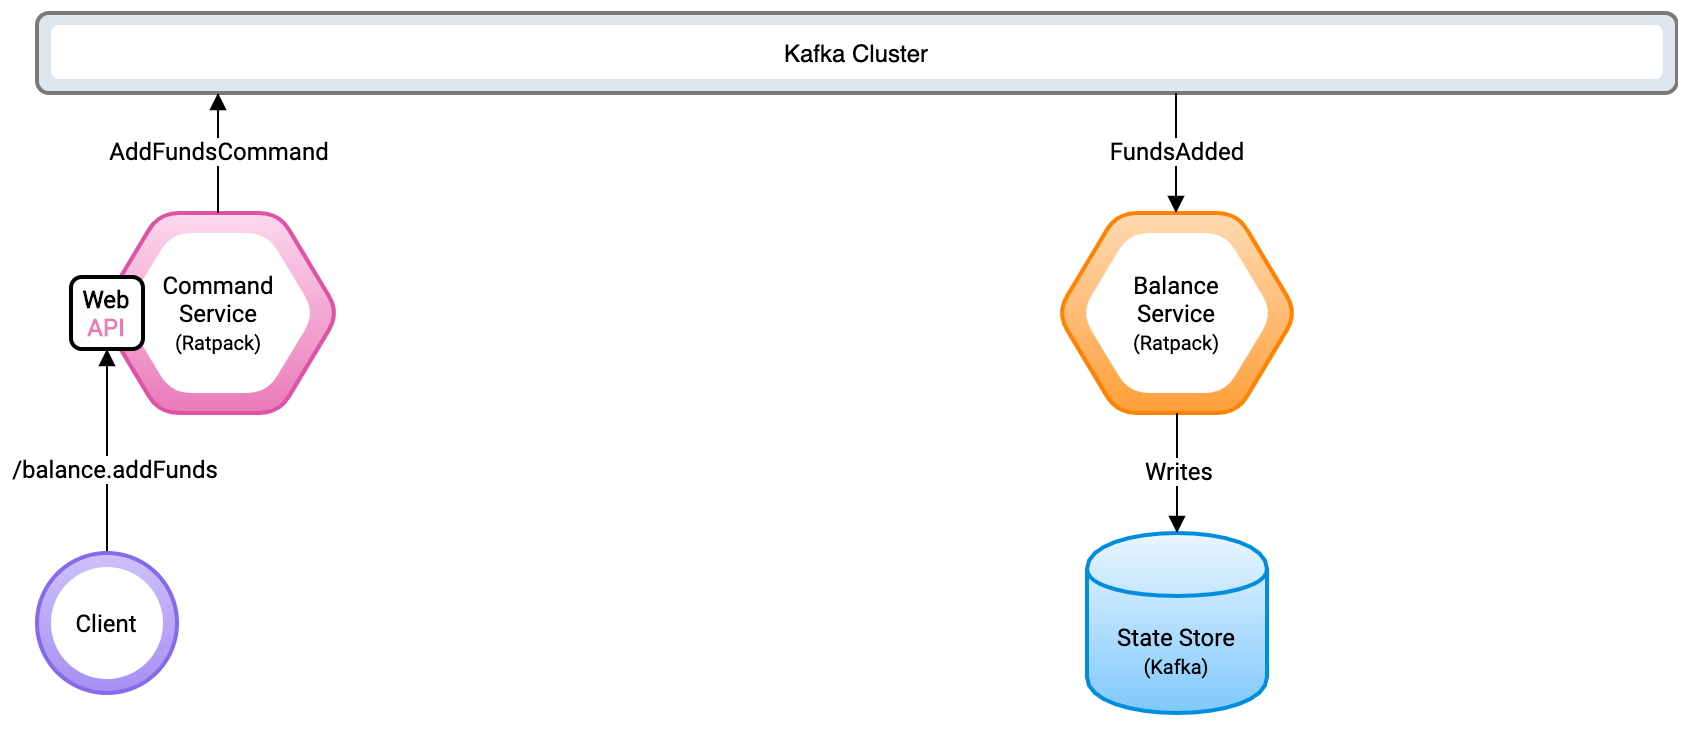 Kafka Cluster
AddFundsCommand
FundsAdded
Web
API
Command
Service
(Ratpack)
Balance
Service
(Ratpack)
/balance.addFunds
Writes
Client
State Store
(Kafka)